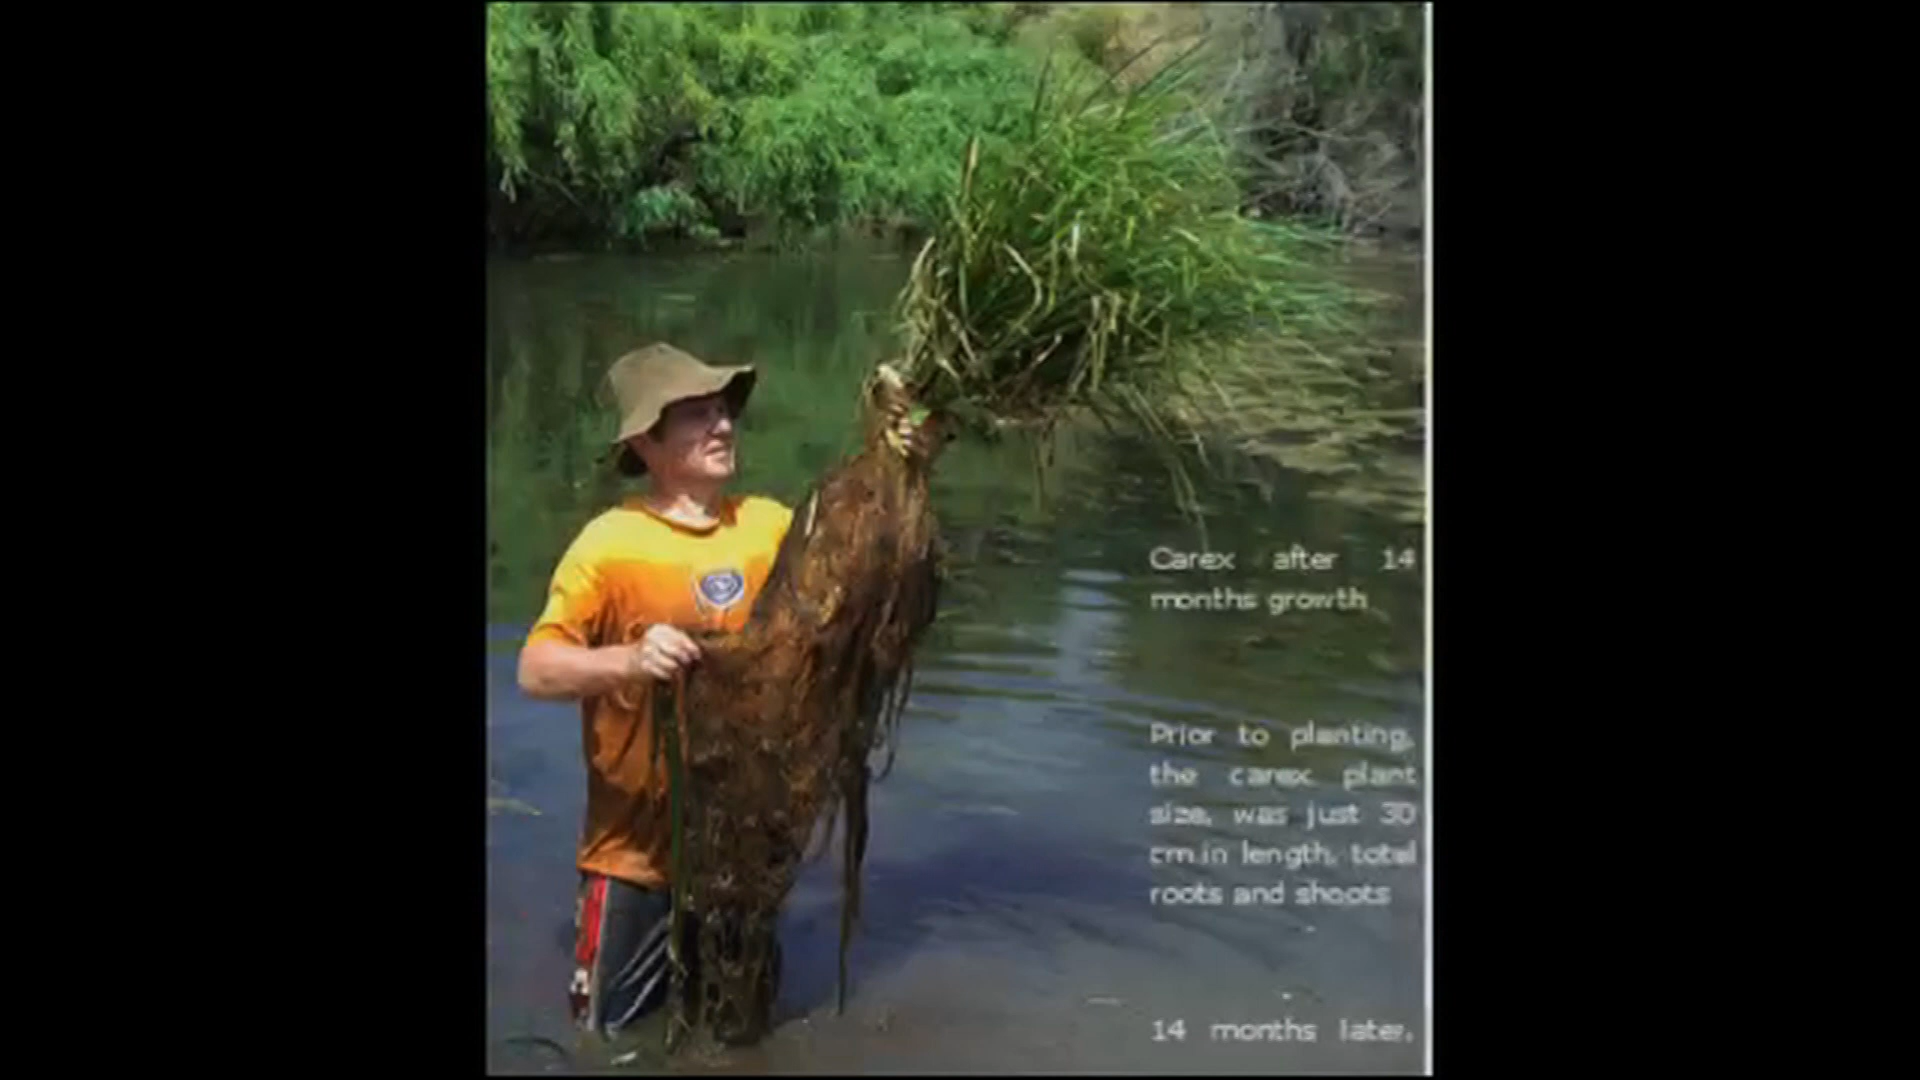 Carex after 14
months growth
Prior to planting,
the carex plant
size, was just 30
cm.in length, total
roots and shoots
14 months later,